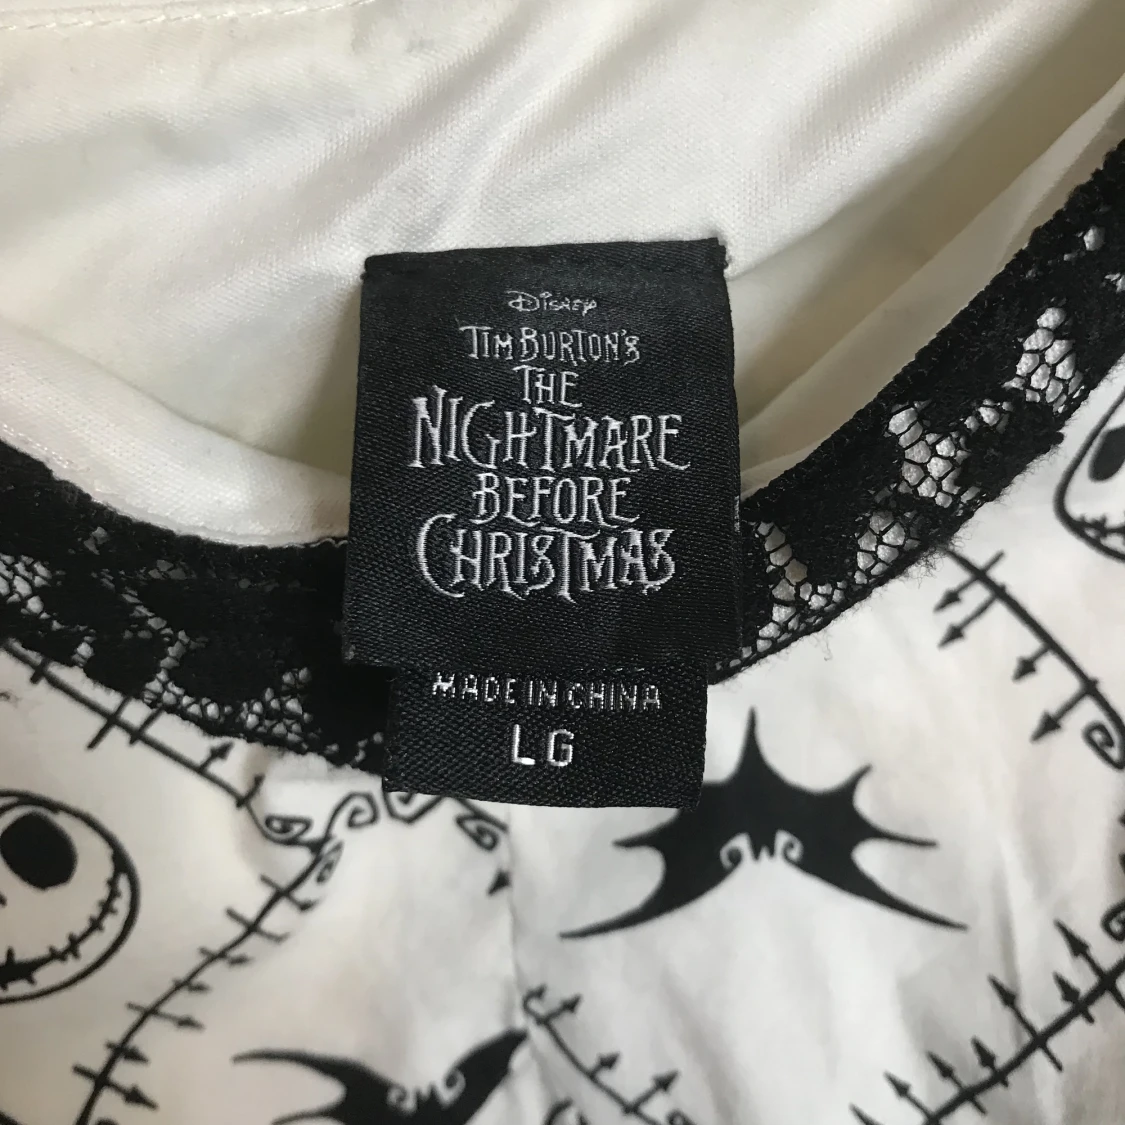 Disney
TIM BURTON'S
THE
NIGHTMARE
BEFORE
CHRISTMAS
MADE IN CHINA
LG